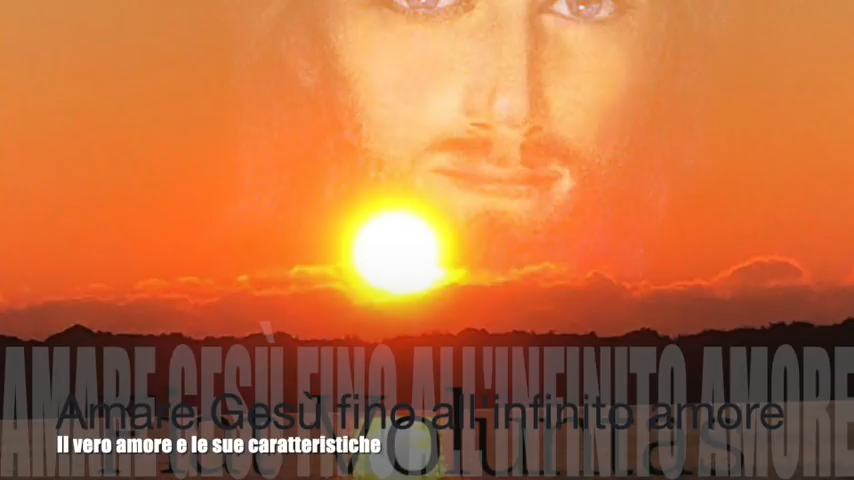 AMARE GESÙ FINO ALL'INFINITO AMORE
Amare Gesù fino all'infinito amore
Il vero amore e le sue caratteristiche